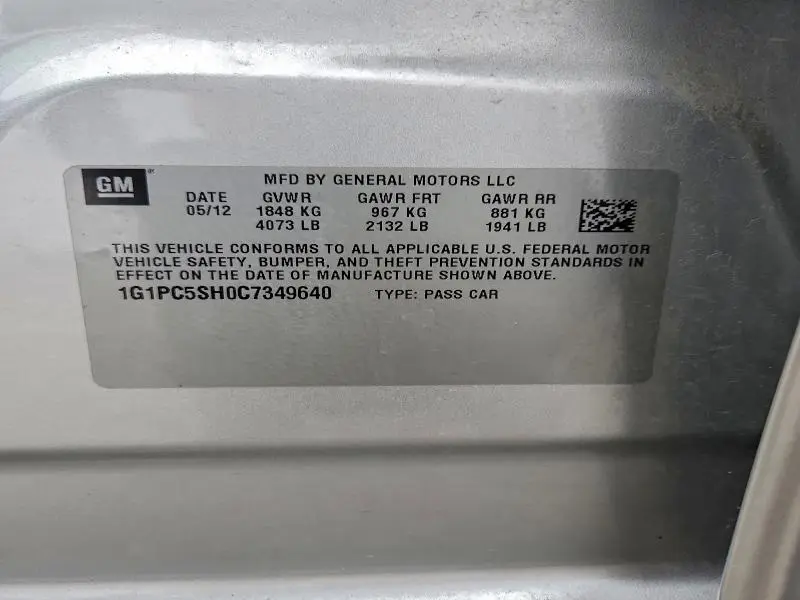 GM
MFD BY GENERAL MOTORS LLC
DATE GVWR GAWR FRT GAWR RR
05/12 1848 KG 967 KG 881 KG
4073 LB 2132 LB 1941 LB
THIS VEHICLE CONFORMS TO ALL APPLICABLE U.S. FEDERAL MOTOR
VEHICLE SAFETY, BUMPER, AND THEFT PREVENTION STANDARDS IN
EFFECT ON THE DATE OF MANUFACTURE SHOWN ABOVE.
1G1PC5SH0C7349640 TYPE: PASS CAR